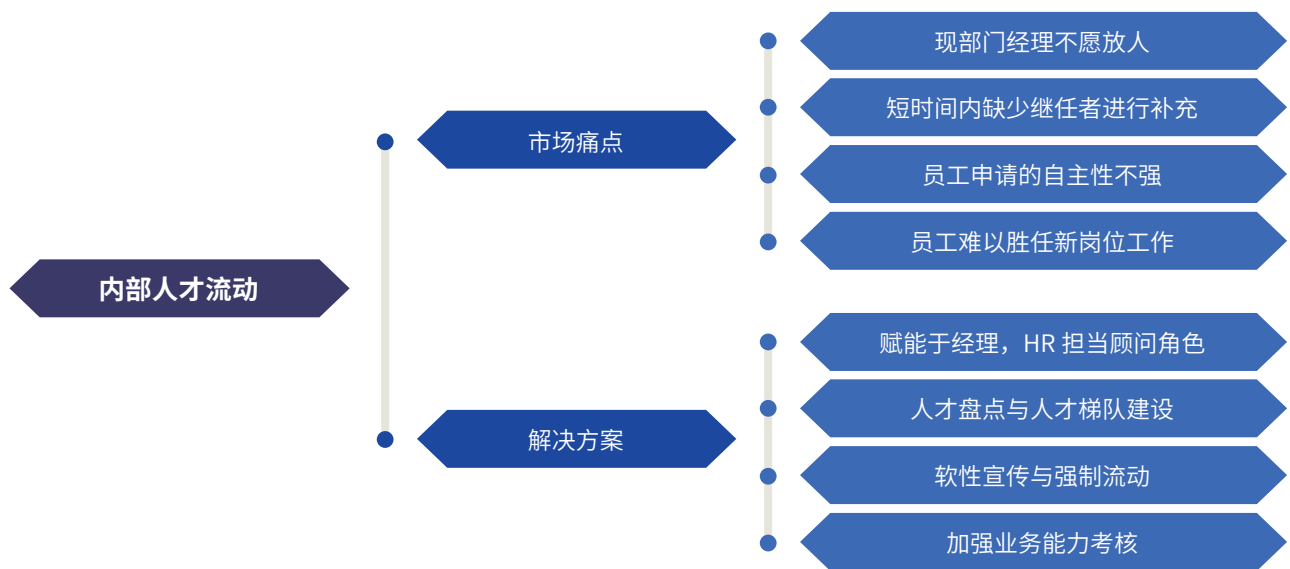 内部人才流动
市场痛点
现部门经理不愿放人
短时间内缺少继任者进行补充
员工申请的自主性不强
员工难以胜任新岗位工作
解决方案
赋能于经理，HR 担当顾问角色
人才盘点与人才梯队建设
软性宣传与强制流动
加强业务能力考核